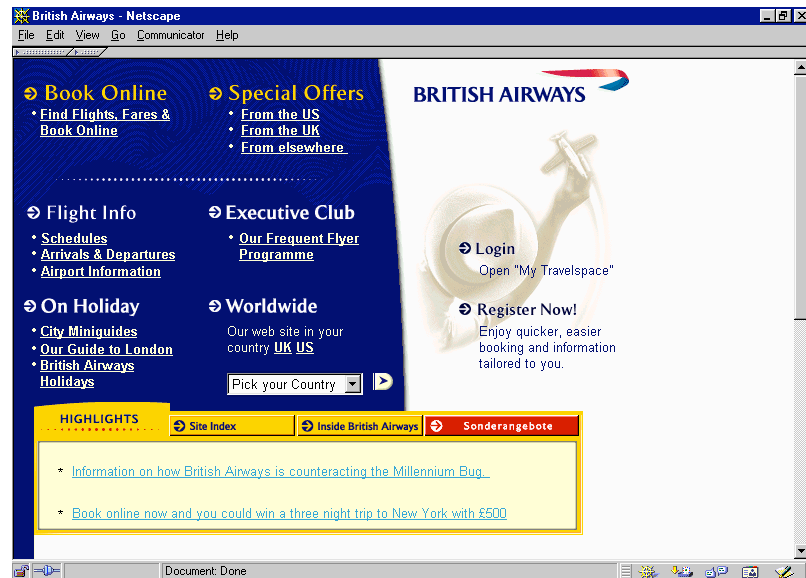 British Airways - Netscape
File Edit View Go Communicator Help
Book Online
• Find Flights, Fares &
Book Online
Special Offers
• From the US
• From the UK
• From elsewhere
BRITISH AIRWAYS
Flight Info
• Schedules
• Arrivals & Departures
• Airport Information
Executive Club
• Our Frequent Flyer
Programme
Login
Open "My Travelspace"
On Holiday
• City Miniguides
• Our Guide to London
• British Airways
Holidays
Worldwide
Our web site in your
country UK US
Pick your Country
Register Now!
Enjoy quicker, easier
booking and information
tailored to you.
HIGHLIGHTS
Site Index
Inside British Airways
Sonderangebote
* Information on how British Airways is counteracting the Millennium Bug.
* Book online now and you could win a three night trip to New York with £500
Document: Done